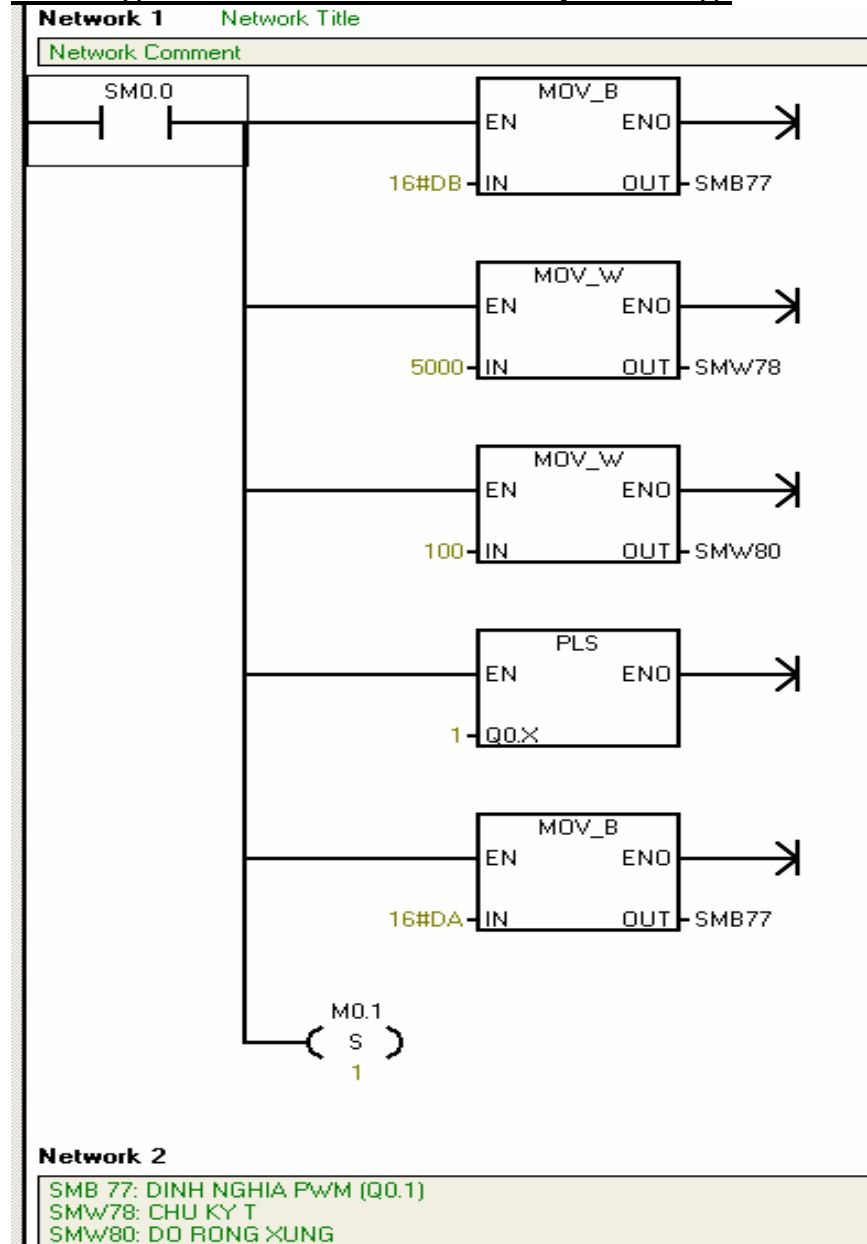 Network 1 Network Title
Network Comment
SM0.0
MOV_B
EN ENO
16#DB IN OUT SMB77
MOV_W
EN ENO
5000 IN OUT SMW78
MOV_W
EN ENO
100 IN OUT SMW80
PLS
EN ENO
1 Q0.X
MOV_B
EN ENO
16#DA IN OUT SMB77
M0.1
S
1
Network 2
SMB 77: DINH NGHIA PWM (Q0.1)
SMW78: CHU KY T
SMW80: DO RONG XUNG